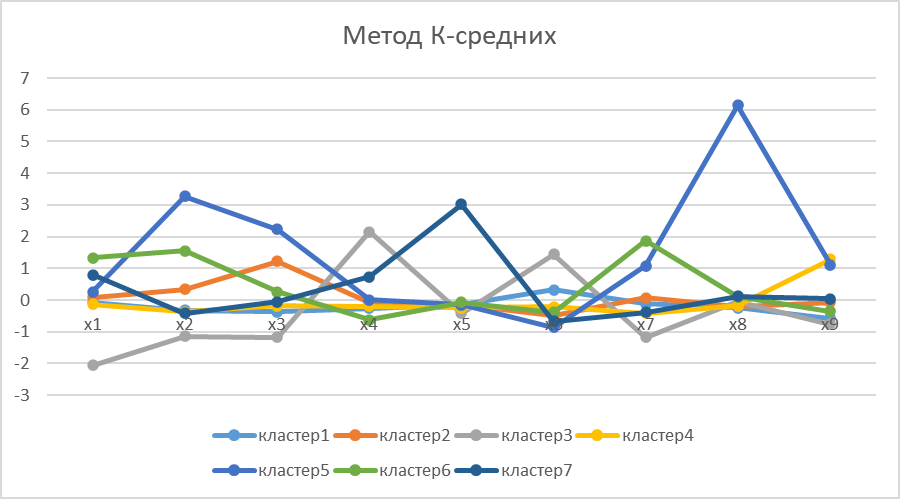 Метод К-средних
7
6
5
4
3
2
1
0
-1
-2
-3
x1 x2 x3 x4 x5 x6 x7 x8 x9
кластер1 кластер2 кластер3 кластер4
кластер5 кластер6 кластер7